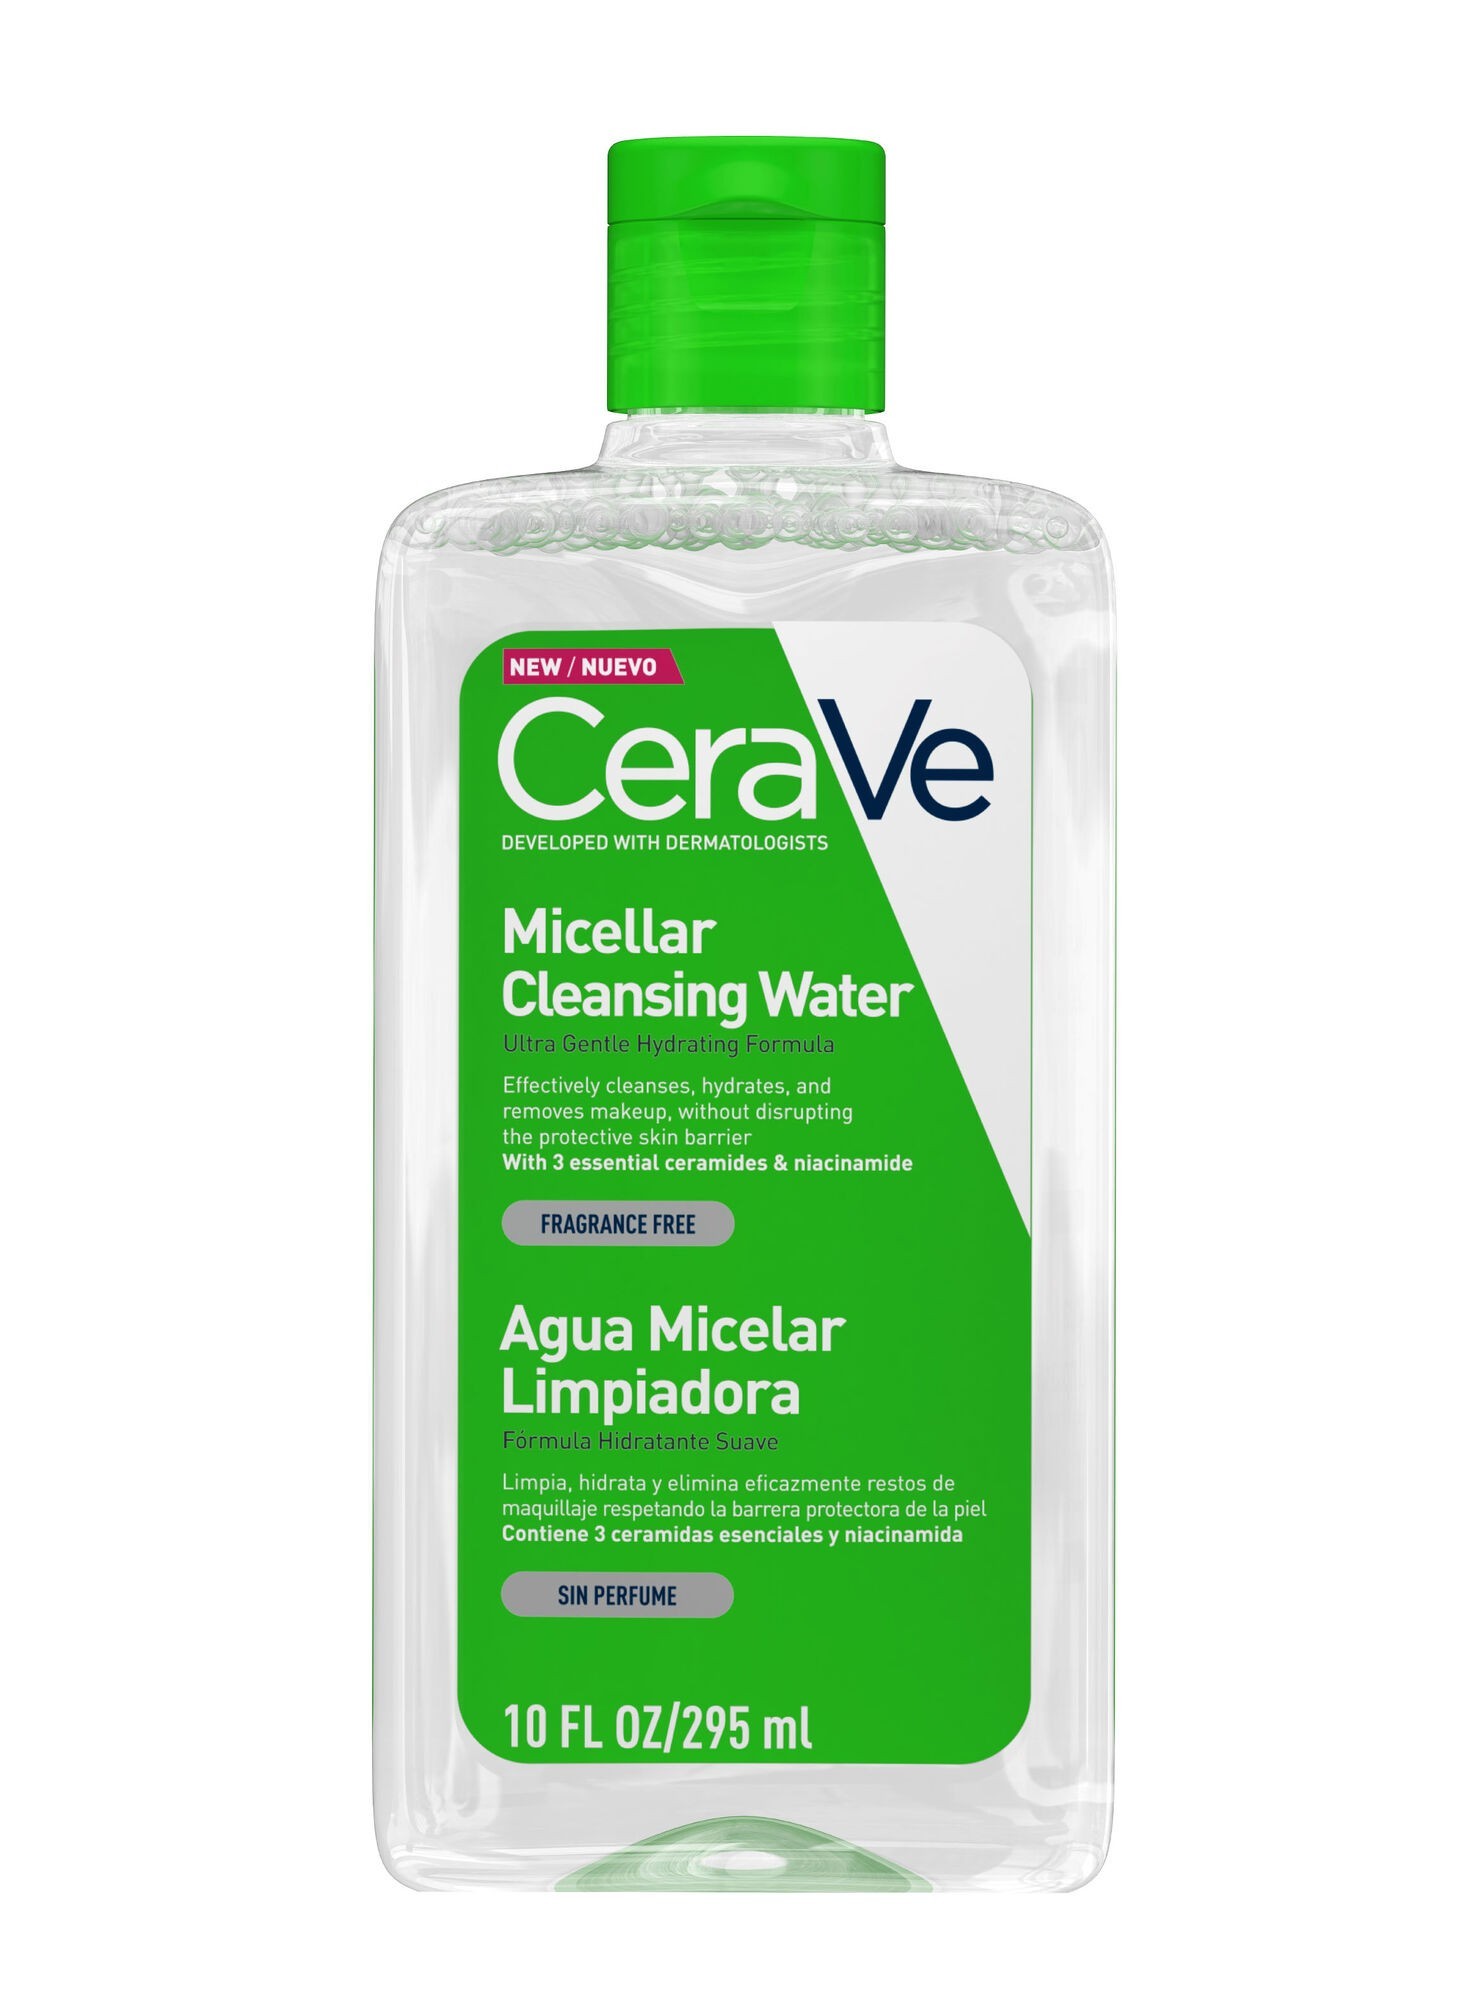 NEW / NUEVO
CeraVe
DEVELOPED WITH DERMATOLOGISTS
Micellar
Cleansing Water
Ultra Gentle Hydrating Formula
Effectively cleanses, hydrates, and
removes makeup, without disrupting
the protective skin barrier
With 3 essential ceramides & niacinamide
FRAGRANCE FREE
Agua Micelar
Limpiadora
Fórmula Hidratante Suave
Limpia, hidrata y elimina eficazmente restos de
maquillaje respetando la barrera protectora de la piel
Contiene 3 ceramidas esenciales y niacinamida
SIN PERFUME
10 FL OZ/295 ml